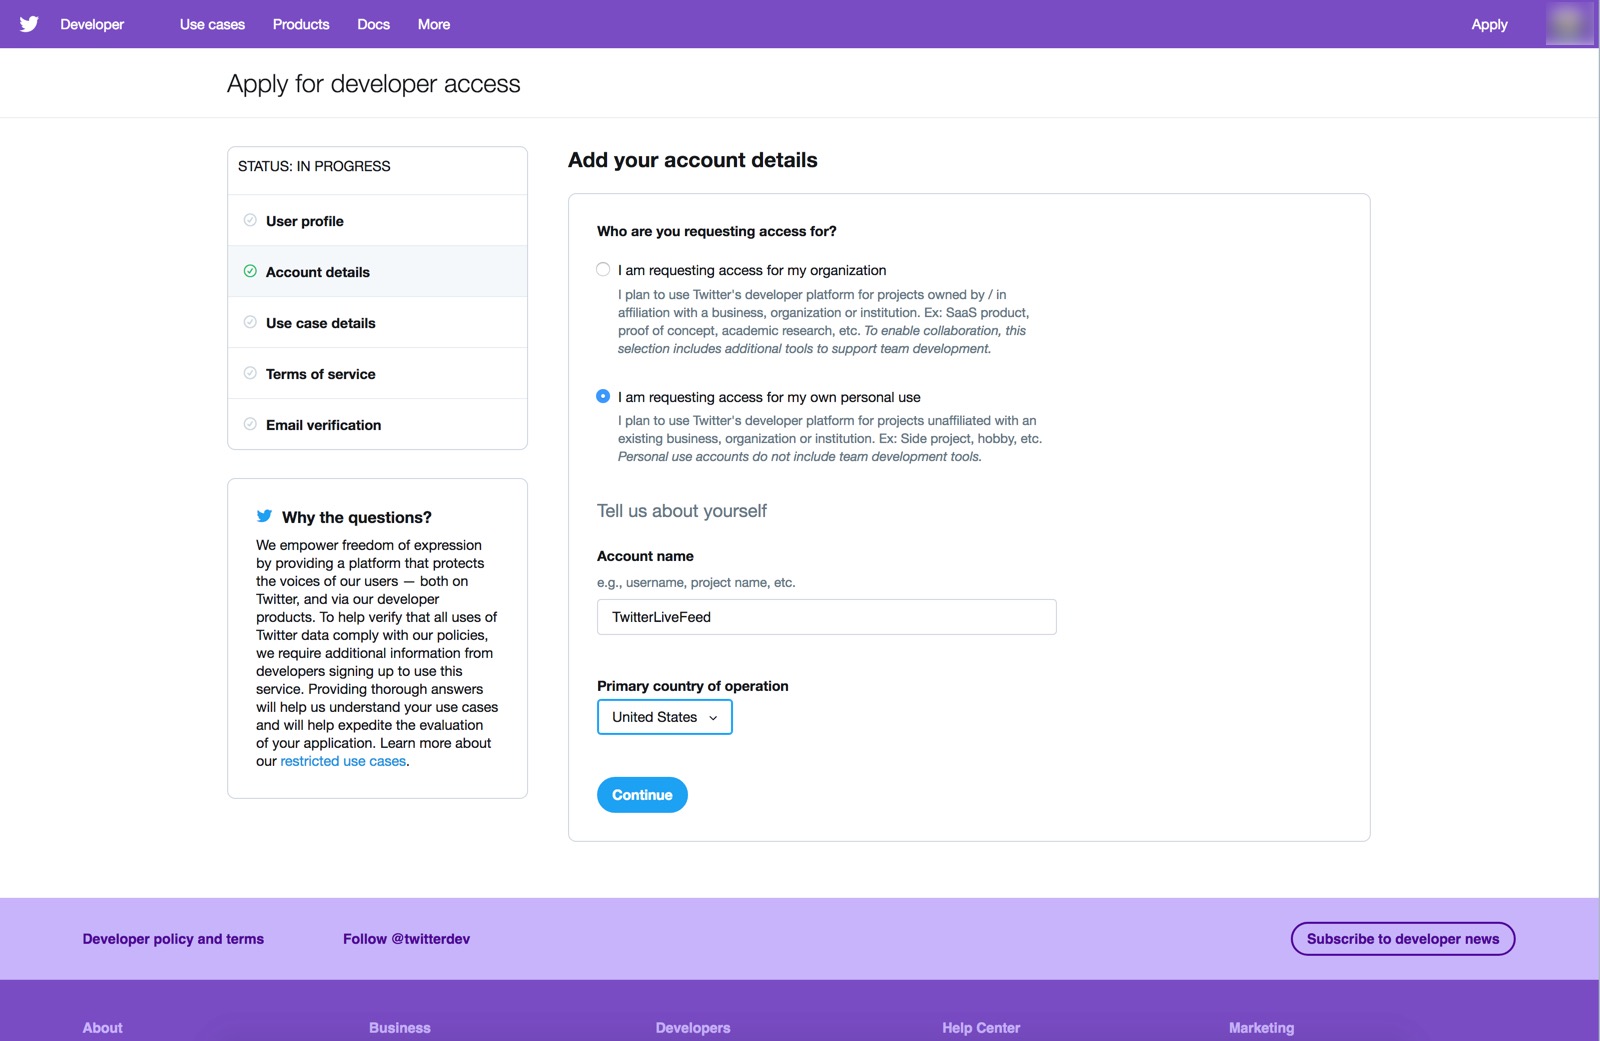 Developer
Use cases
Products
Docs
More
Apply
Apply for developer access
STATUS: IN PROGRESS
User profile
Account details
Use case details
Terms of service
Email verification
Why the questions?
We empower freedom of expression
by providing a platform that protects
the voices of our users — both on
Twitter, and via our developer
products. To help verify that all uses of
Twitter data comply with our policies,
we require additional information from
developers signing up to use this
service. Providing thorough answers
will help us understand your use cases
and will help expedite the evaluation
of your application. Learn more about
our restricted use cases.
Add your account details
Who are you requesting access for?
I am requesting access for my organization
I plan to use Twitter's developer platform for projects owned by / in
affiliation with a business, organization or institution. Ex: SaaS product,
proof of concept, academic research, etc. To enable collaboration, this
selection includes additional tools to support team development.
I am requesting access for my own personal use
I plan to use Twitter's developer platform for projects unaffiliated with an
existing business, organization or institution. Ex: Side project, hobby, etc.
Personal use accounts do not include team development tools.
Tell us about yourself
Account name
e.g., username, project name, etc.
TwitterLiveFeed
Primary country of operation
United States
Continue
Developer policy and terms
Follow @twitterdev
Subscribe to developer news
About
Business
Developers
Help Center
Marketing